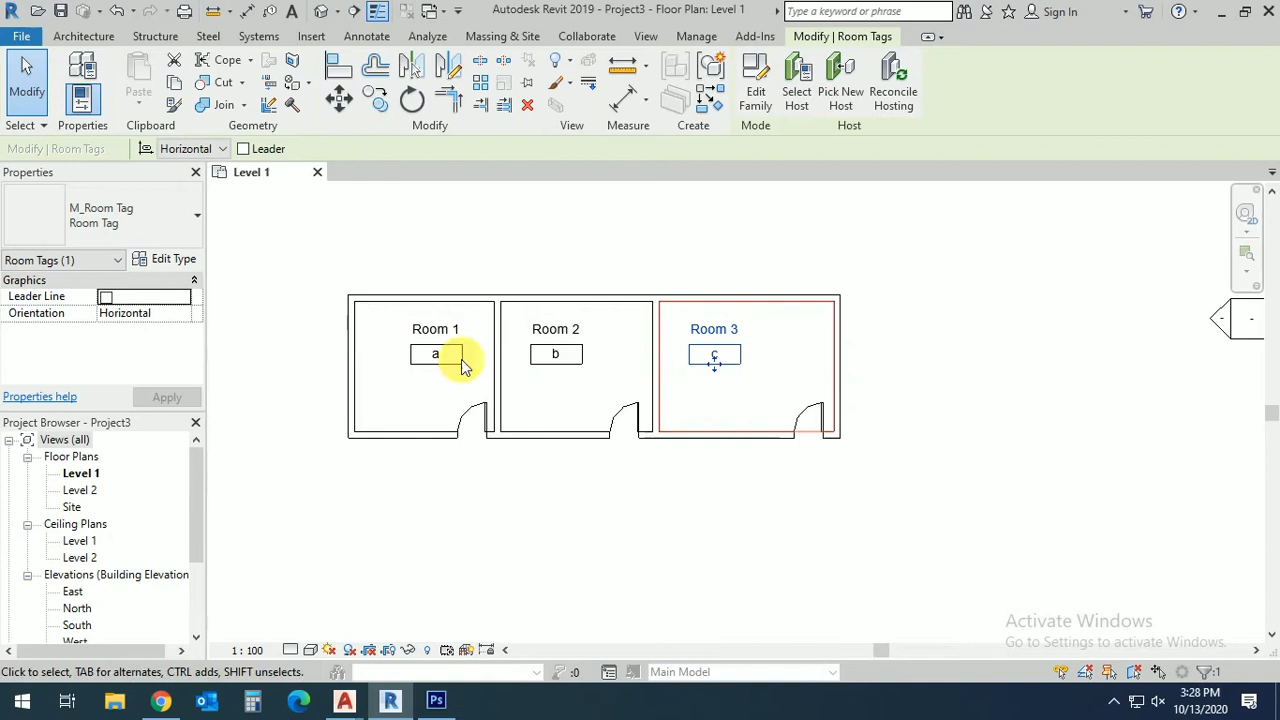 Autodesk Revit 2019 - Project3 - Floor Plan: Level 1
Type a keyword or phrase
Sign In
File
Architecture
Structure
Steel
Systems
Insert
Annotate
Analyze
Massing & Site
Collaborate
View
Manage
Add-Ins
Modify | Room Tags
Modify
Paste
Cope
Cut
Join
Edit
Family
Select
Host
Pick New
Host
Reconcile
Hosting
Select
Properties
Clipboard
Geometry
Modify
View
Measure
Create
Mode
Host
Modify | Room Tags
Horizontal
Leader
Properties
Level 1
M_Room Tag
Room Tag
Room Tags (1)
Edit Type
Graphics
Leader Line
Orientation
Horizontal
Properties help
Apply
Project Browser - Project3
Views (all)
Floor Plans
Level 1
Level 2
Site
Ceiling Plans
Level 1
Level 2
Elevations (Building Elevation
East
North
South
West
Room 1
a
Room 2
b
Room 3
c
2D
Activate Windows
Go to Settings to activate Windows.
1 : 100
Click to select, TAB for alternates, CTRL adds, SHIFT unselects.
:0
Main Model
:1
3:28 PM
10/13/2020